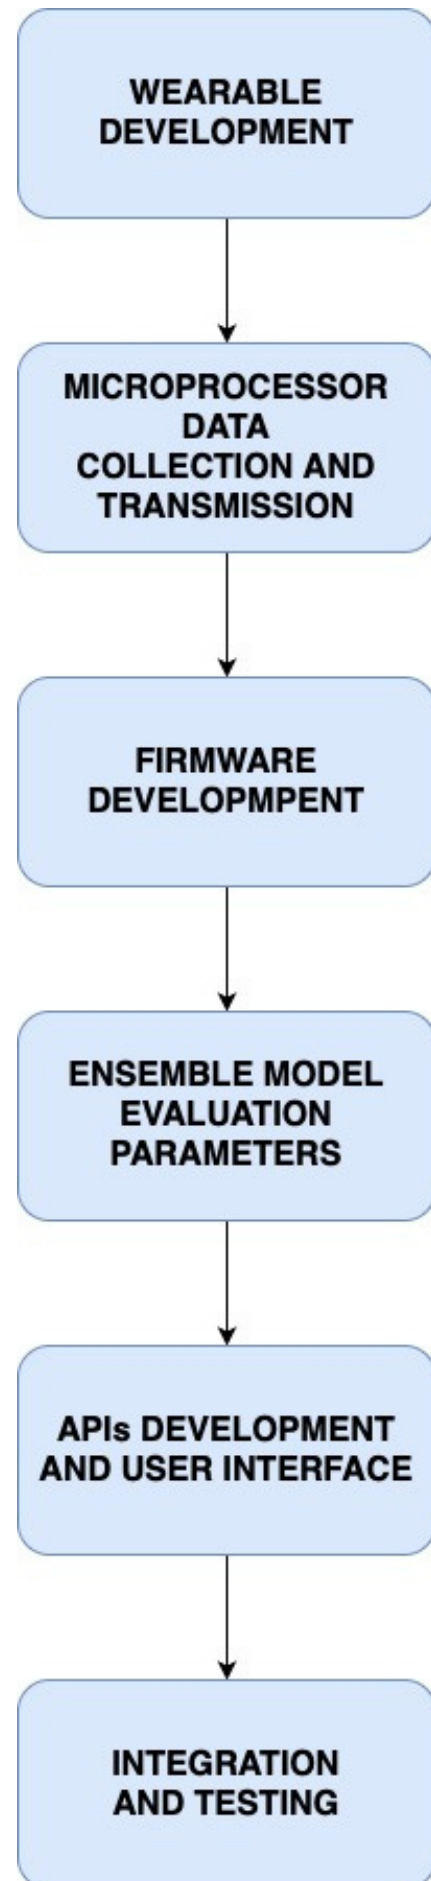 WEARABLE
DEVELOPMENT
MICROPROCESSOR
DATA
COLLECTION AND
TRANSMISSION
FIRMWARE
DEVELOPMPENT
ENSEMBLE MODEL
EVALUATION
PARAMETERS
APIs DEVELOPMENT
AND USER INTERFACE
INTEGRATION
AND TESTING